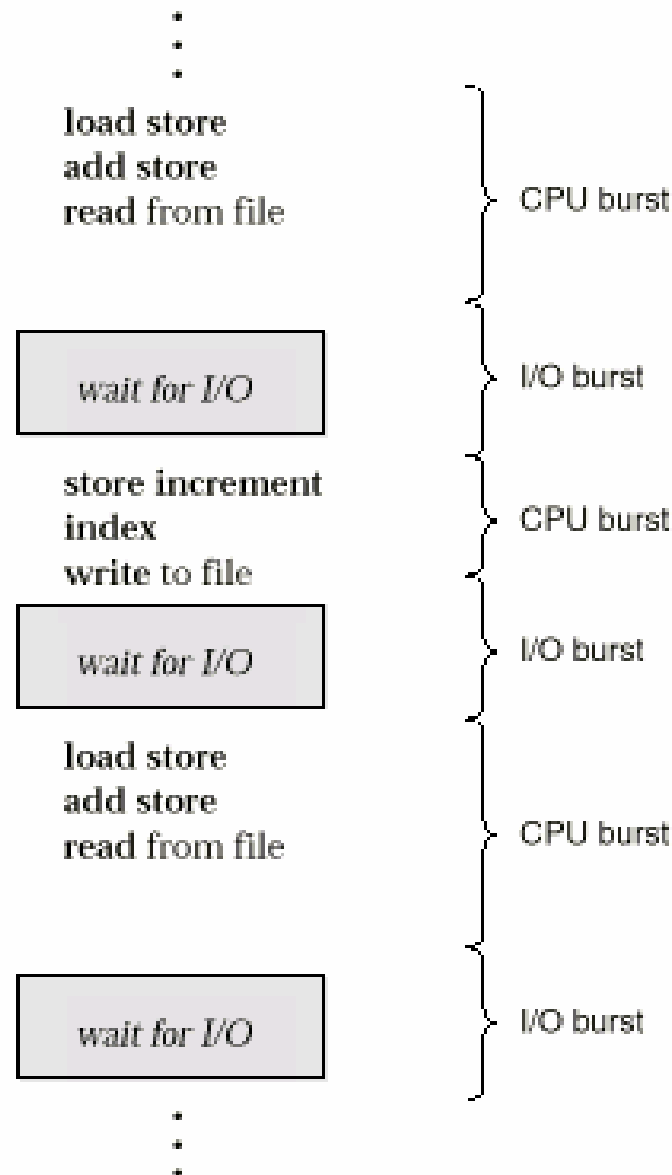 load store
add store
read from file
CPU burst
wait for I/O
I/O burst
store increment
index
write to file
CPU burst
wait for I/O
I/O burst
load store
add store
read from file
CPU burst
wait for I/O
I/O burst